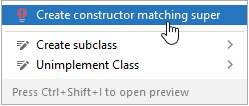 Create constructor matching super
Create subclass
Unimplement Class
Press Ctrl+Shift+I to open preview